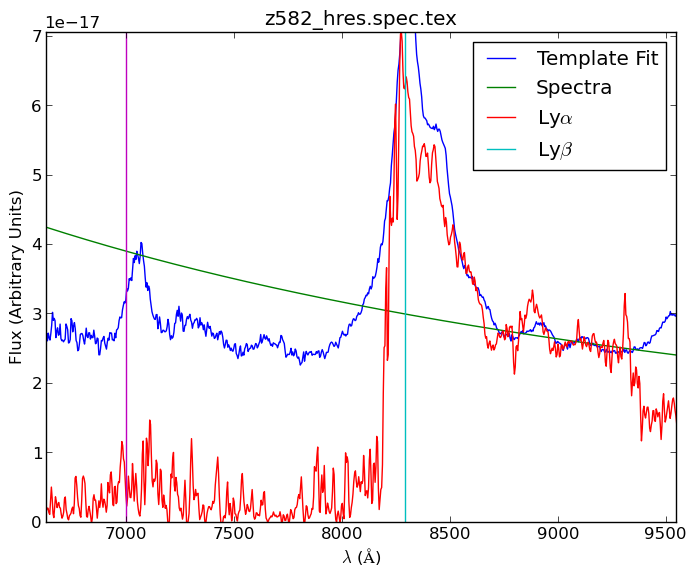 z582_hres.spec.tex
1e−17
7
6
5
4
3
2
1
0
Flux (Arbitrary Units)
Template Fit
Spectra
Lyα
Lyβ
7000 7500 8000 8500 9000 9500
λ (Å)